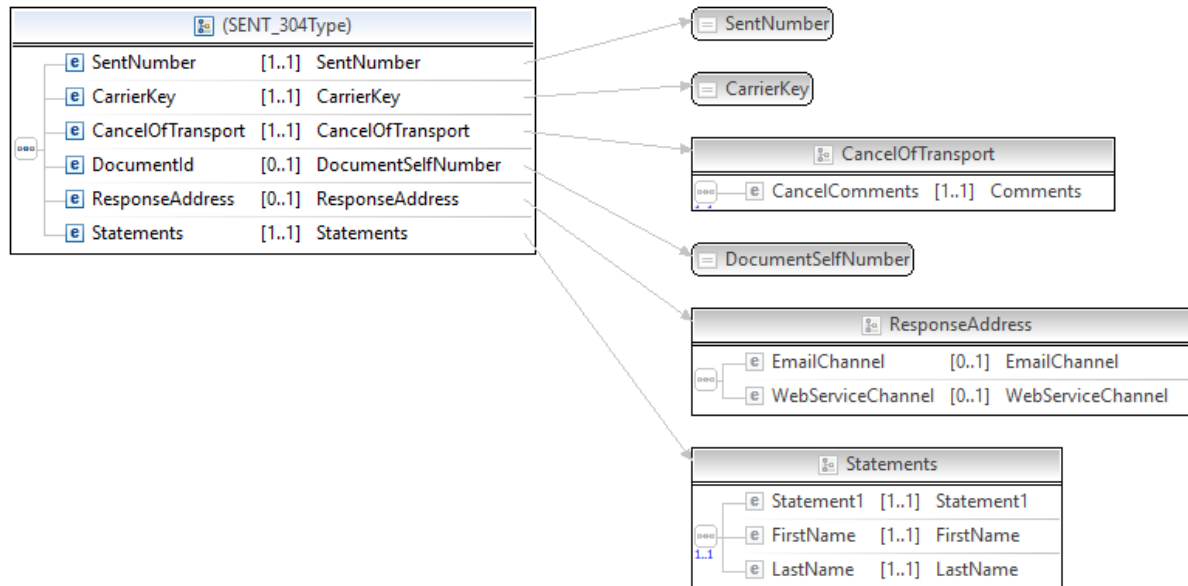 (SENT_304Type)
SentNumber [1..1] SentNumber
CarrierKey [1..1] CarrierKey
CancelOfTransport [1..1] CancelOfTransport
DocumentId [0..1] DocumentSelfNumber
ResponseAddress [0..1] ResponseAddress
Statements [1..1] Statements
SentNumber
CarrierKey
CancelOfTransport
CancelComments [1..1] Comments
DocumentSelfNumber
ResponseAddress
EmailChannel [0..1] EmailChannel
WebServiceChannel [0..1] WebServiceChannel
Statements
Statement1 [1..1] Statement1
FirstName [1..1] FirstName
1..1
LastName [1..1] LastName